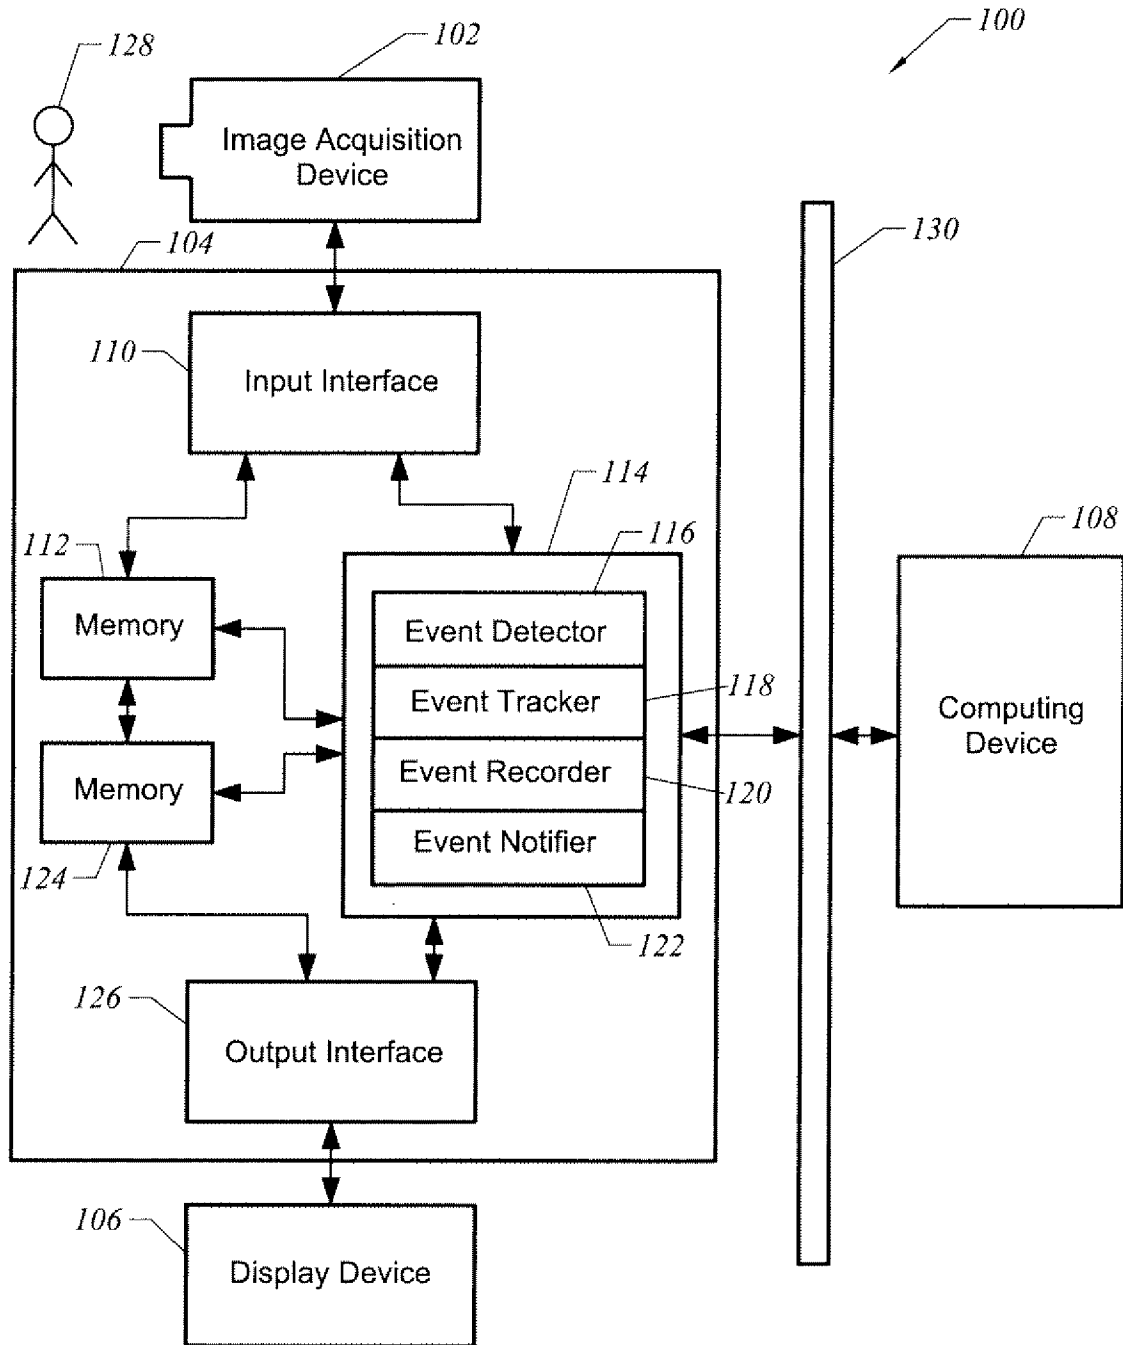 128
102
100
Image Acquisition
Device
104
130
110
Input Interface
114
112
116
108
Memory
Event Detector
118
Event Tracker
Computing
Device
Memory
Event Recorder
120
124
Event Notifier
122
126
Output Interface
106
Display Device